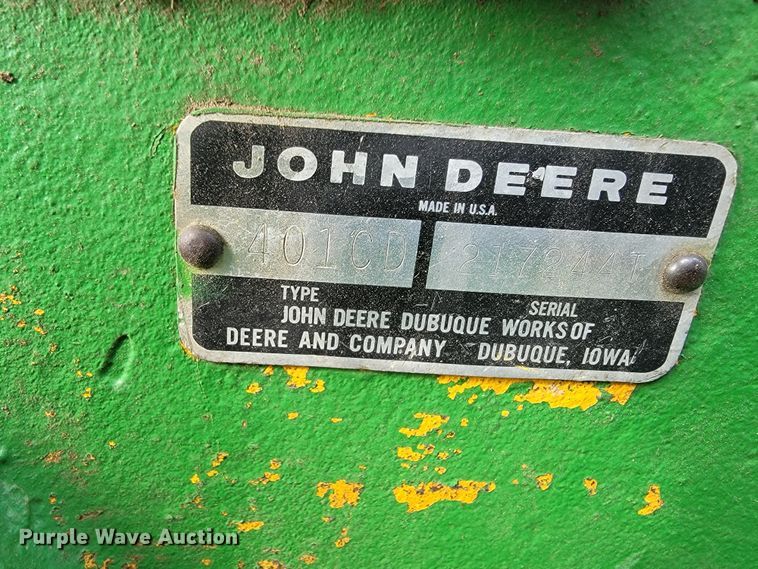 JOHN DEERE
MADE IN U.S.A.
401CD 217944T
TYPE SERIAL
JOHN DEERE DUBUQUE WORKS OF
DEERE AND COMPANY DUBUQUE, IOWA
Purple Wave Auction